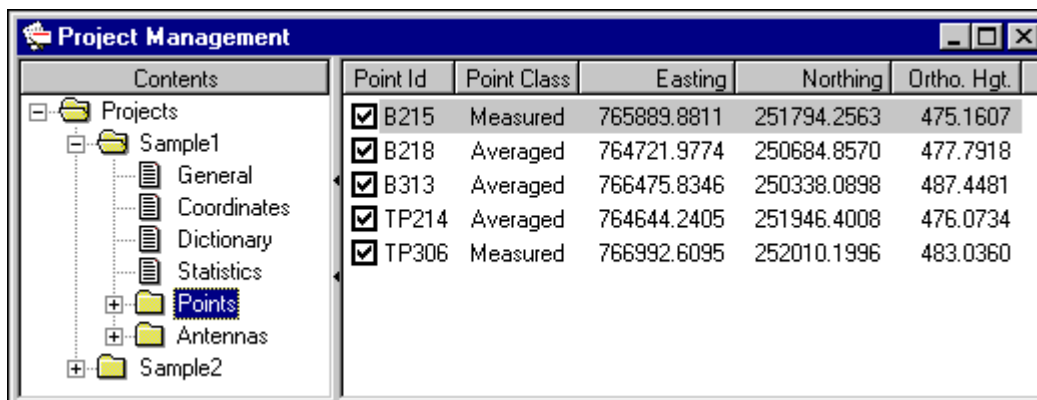 Project Management
Contents
Projects
Sample1
General
Coordinates
Dictionary
Statistics
Points
Antennas
Sample2
Point Id Point Class Easting Northing Ortho. Hgt.
B215 Measured 765889.8811 251794.2563 475.1607
B218 Averaged 764721.9774 250684.8570 477.7918
B313 Averaged 766475.8346 250338.0898 487.4481
TP214 Averaged 764644.2405 251946.4008 476.0734
TP306 Measured 766992.6095 252010.1996 483.0360